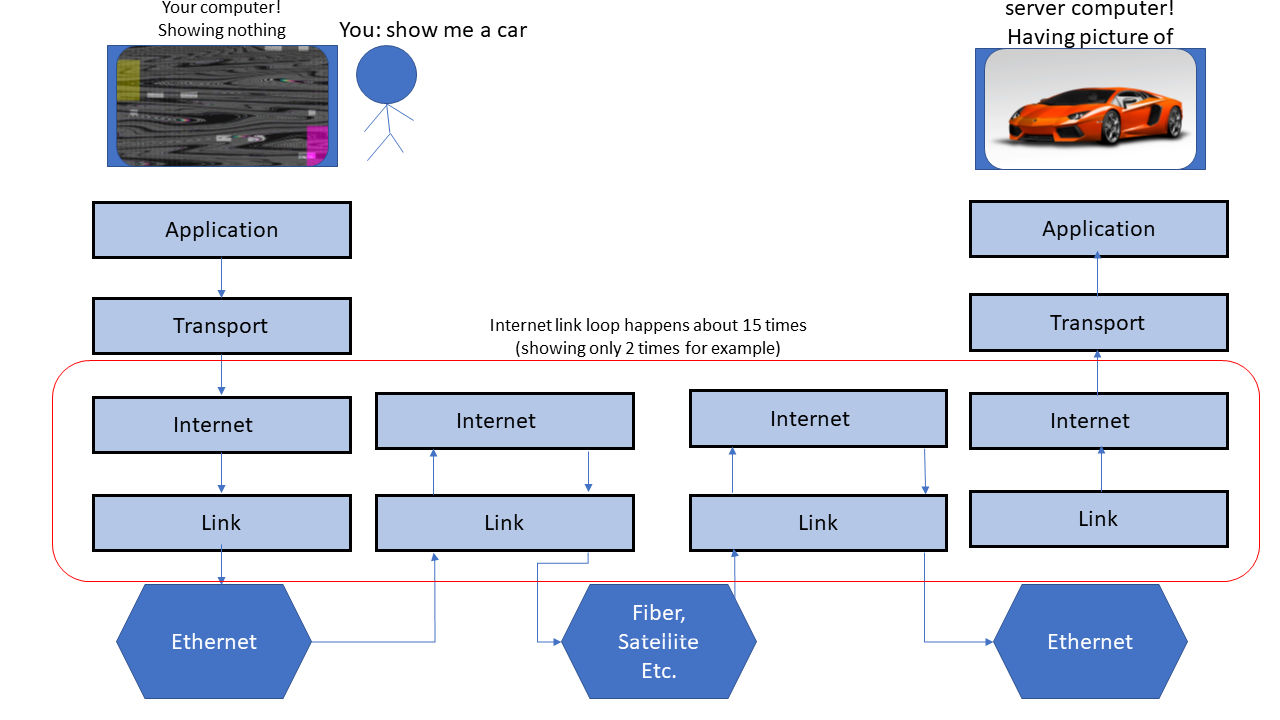 Your computer!
Showing nothing
You: show me a car
server computer!
Having picture of
Application
Application
Transport
Transport
Internet link loop happens about 15 times
(showing only 2 times for example)
Internet
Internet
Internet
Internet
Link
Link
Link
Link
Ethernet
Fiber,
Satellite
Etc.
Ethernet